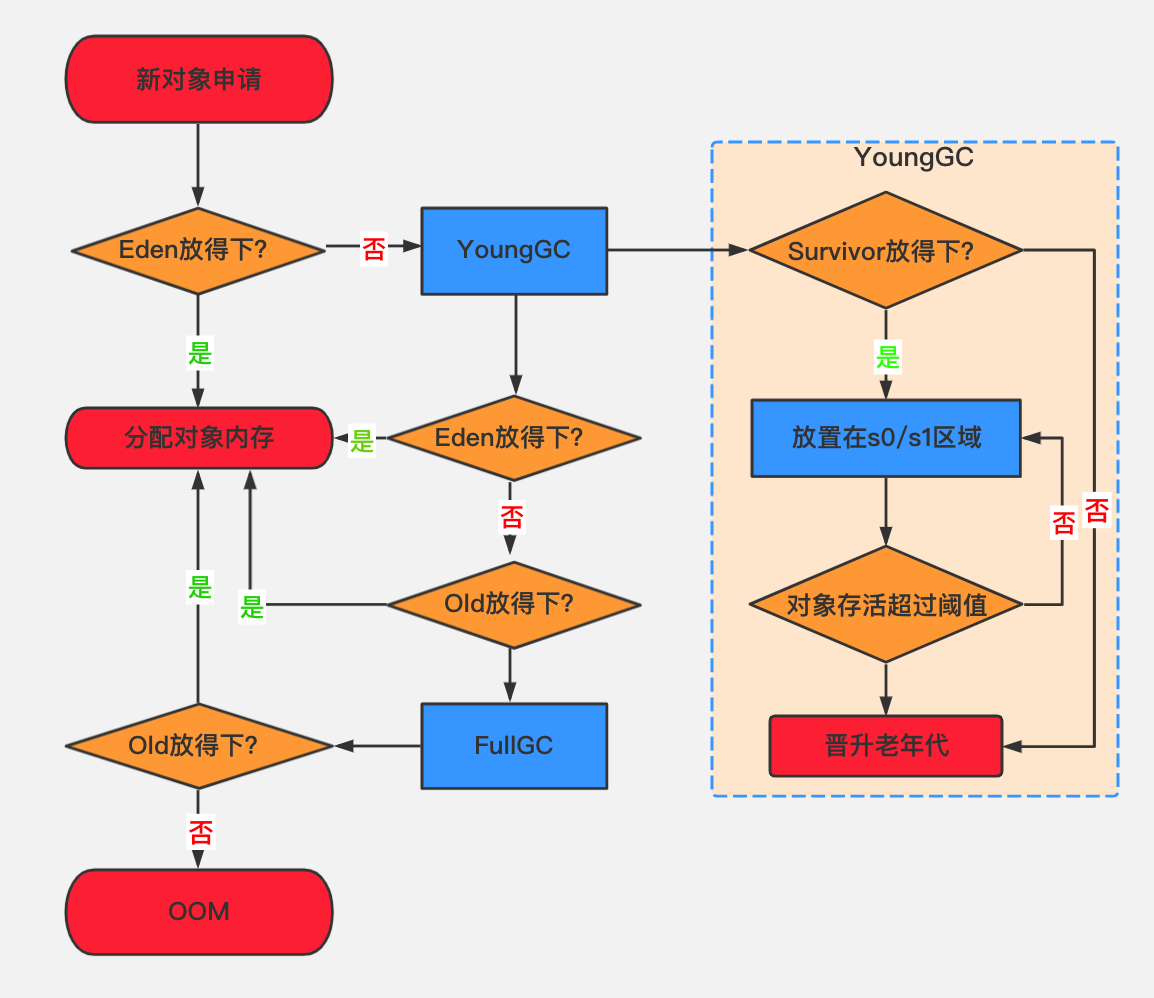 新对象申请
YoungGC
Eden放得下?
否
YoungGC
Survivor放得下?
是
是
分配对象内存
是
Eden放得下?
放置在s0/s1区域
否
否
否
是
是
Old放得下?
对象存活超过阈值
Old放得下?
FullGC
晋升老年代
否
OOM